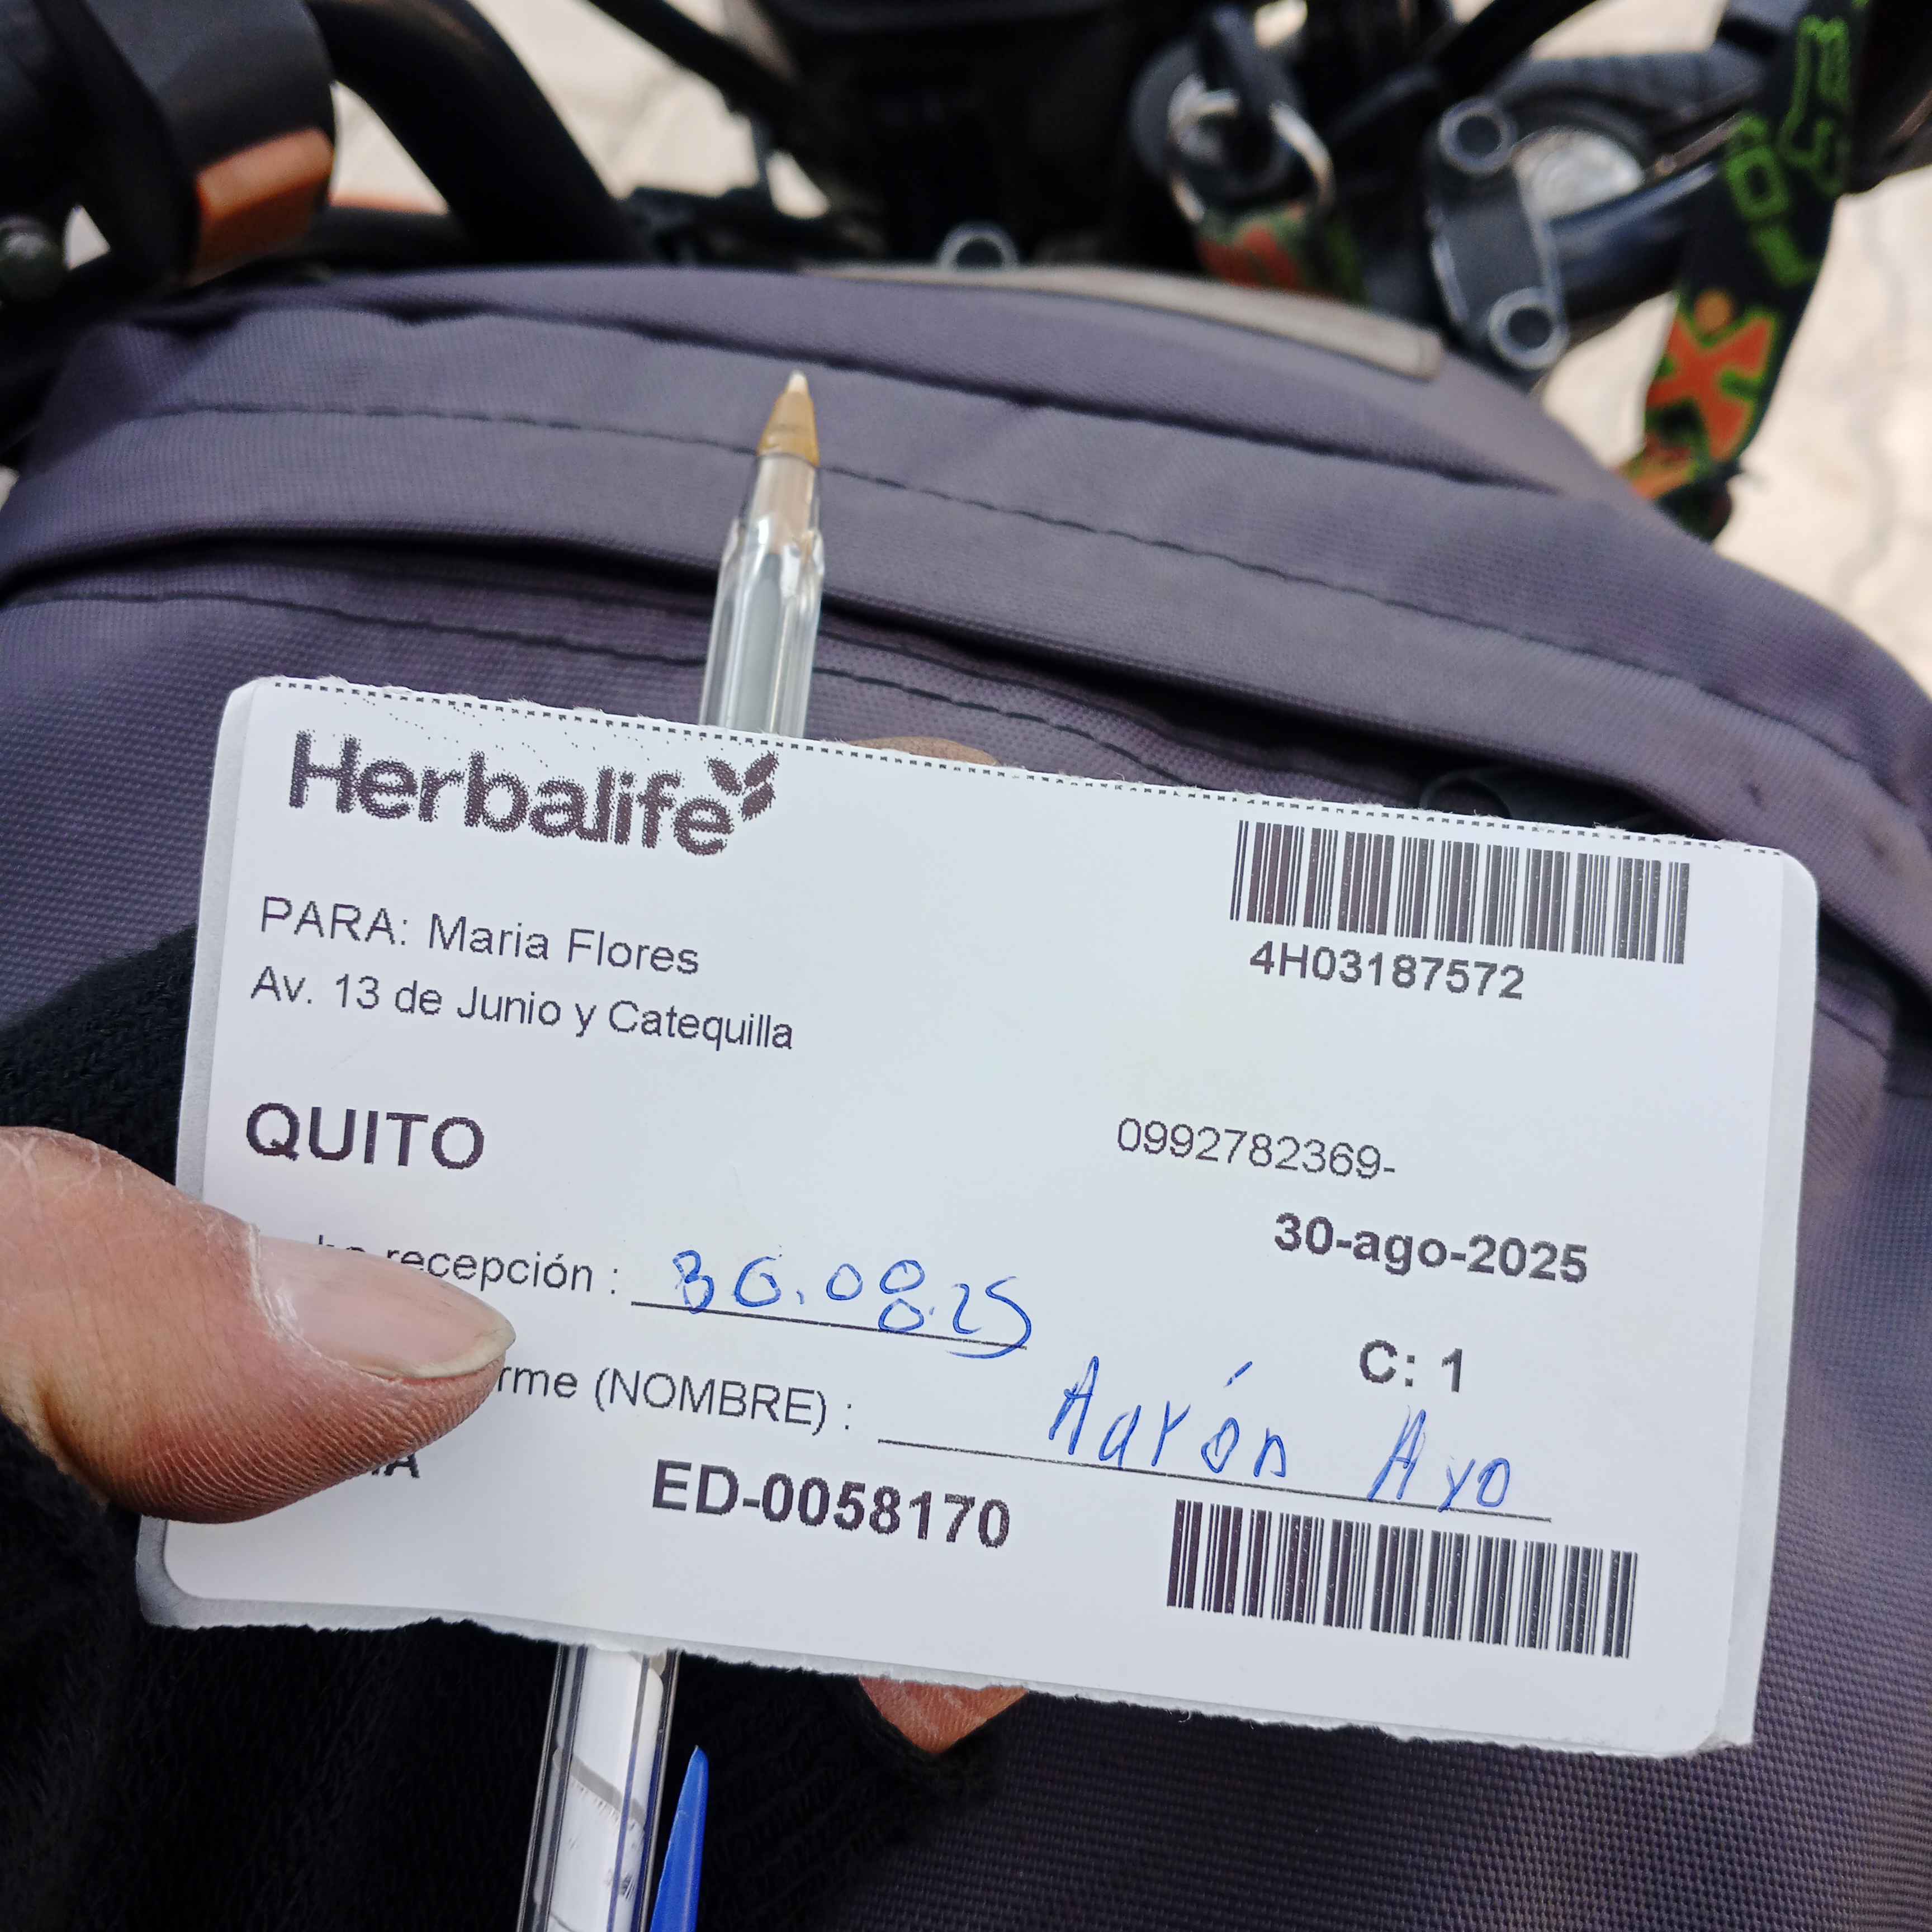 Herbalife
4H03187572
PARA: Maria Flores
Av. 13 de Junio y Catequilla
QUITO
0992782369-
30-ago-2025
recepción : 30.08.25
C: 1
(NOMBRE) : Aarón Ayo
ED-0058170